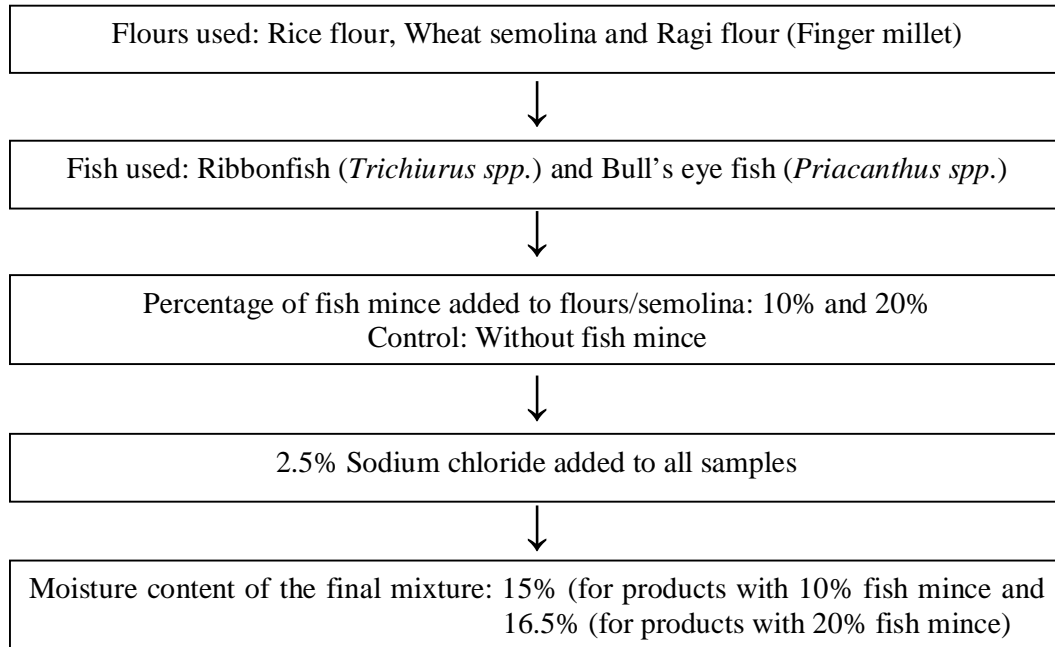 Flours used: Rice flour, Wheat semolina and Ragi flour (Finger millet)
Fish used: Ribbonfish (Trichiurus spp.) and Bull’s eye fish (Priacanthus spp.)
Percentage of fish mince added to flours/semolina: 10% and 20%
Control: Without fish mince
2.5% Sodium chloride added to all samples
Moisture content of the final mixture: 15% (for products with 10% fish mince and
16.5% (for products with 20% fish mince)